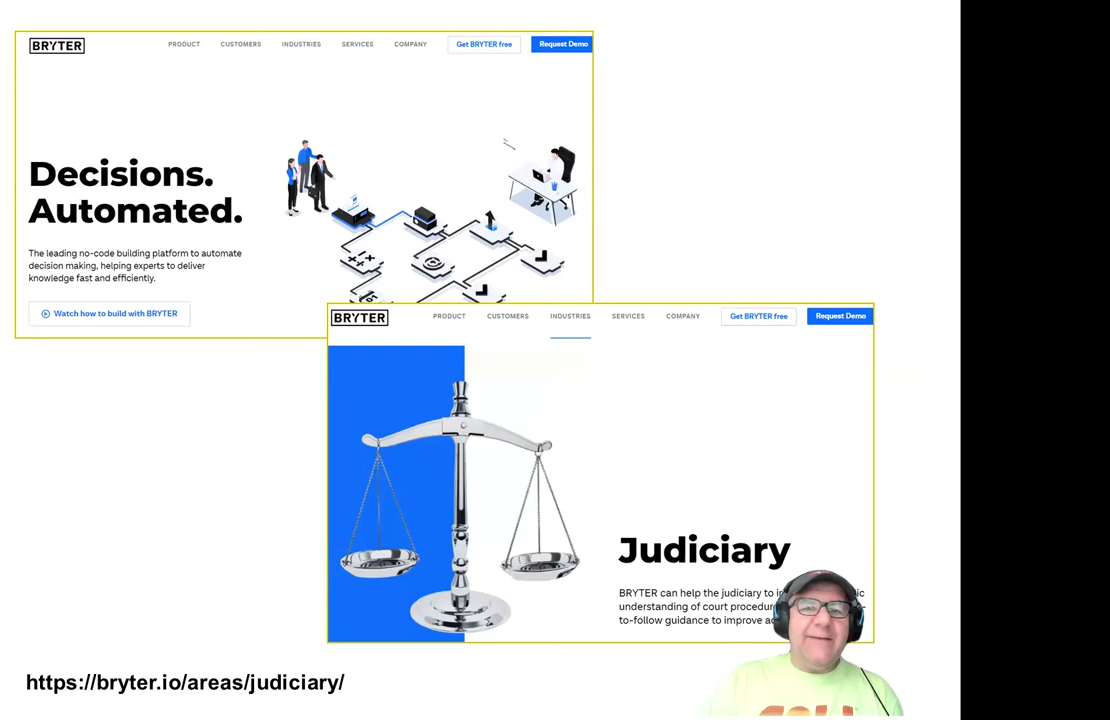 BRYTER
PRODUCT CUSTOMERS INDUSTRIES SERVICES COMPANY Get BRYTER free Request Demo
Decisions.
Automated.
The leading no-code building platform to automate
decision making, helping experts to deliver
knowledge fast and efficiently.
Watch how to build with BRYTER
BRYTER
PRODUCT CUSTOMERS INDUSTRIES SERVICES COMPANY Get BRYTER free Request Demo
Judiciary
BRYTER can help the judiciary to
understanding of court
to-follow guidance to improve
https://bryter.io/areas/judiciary/